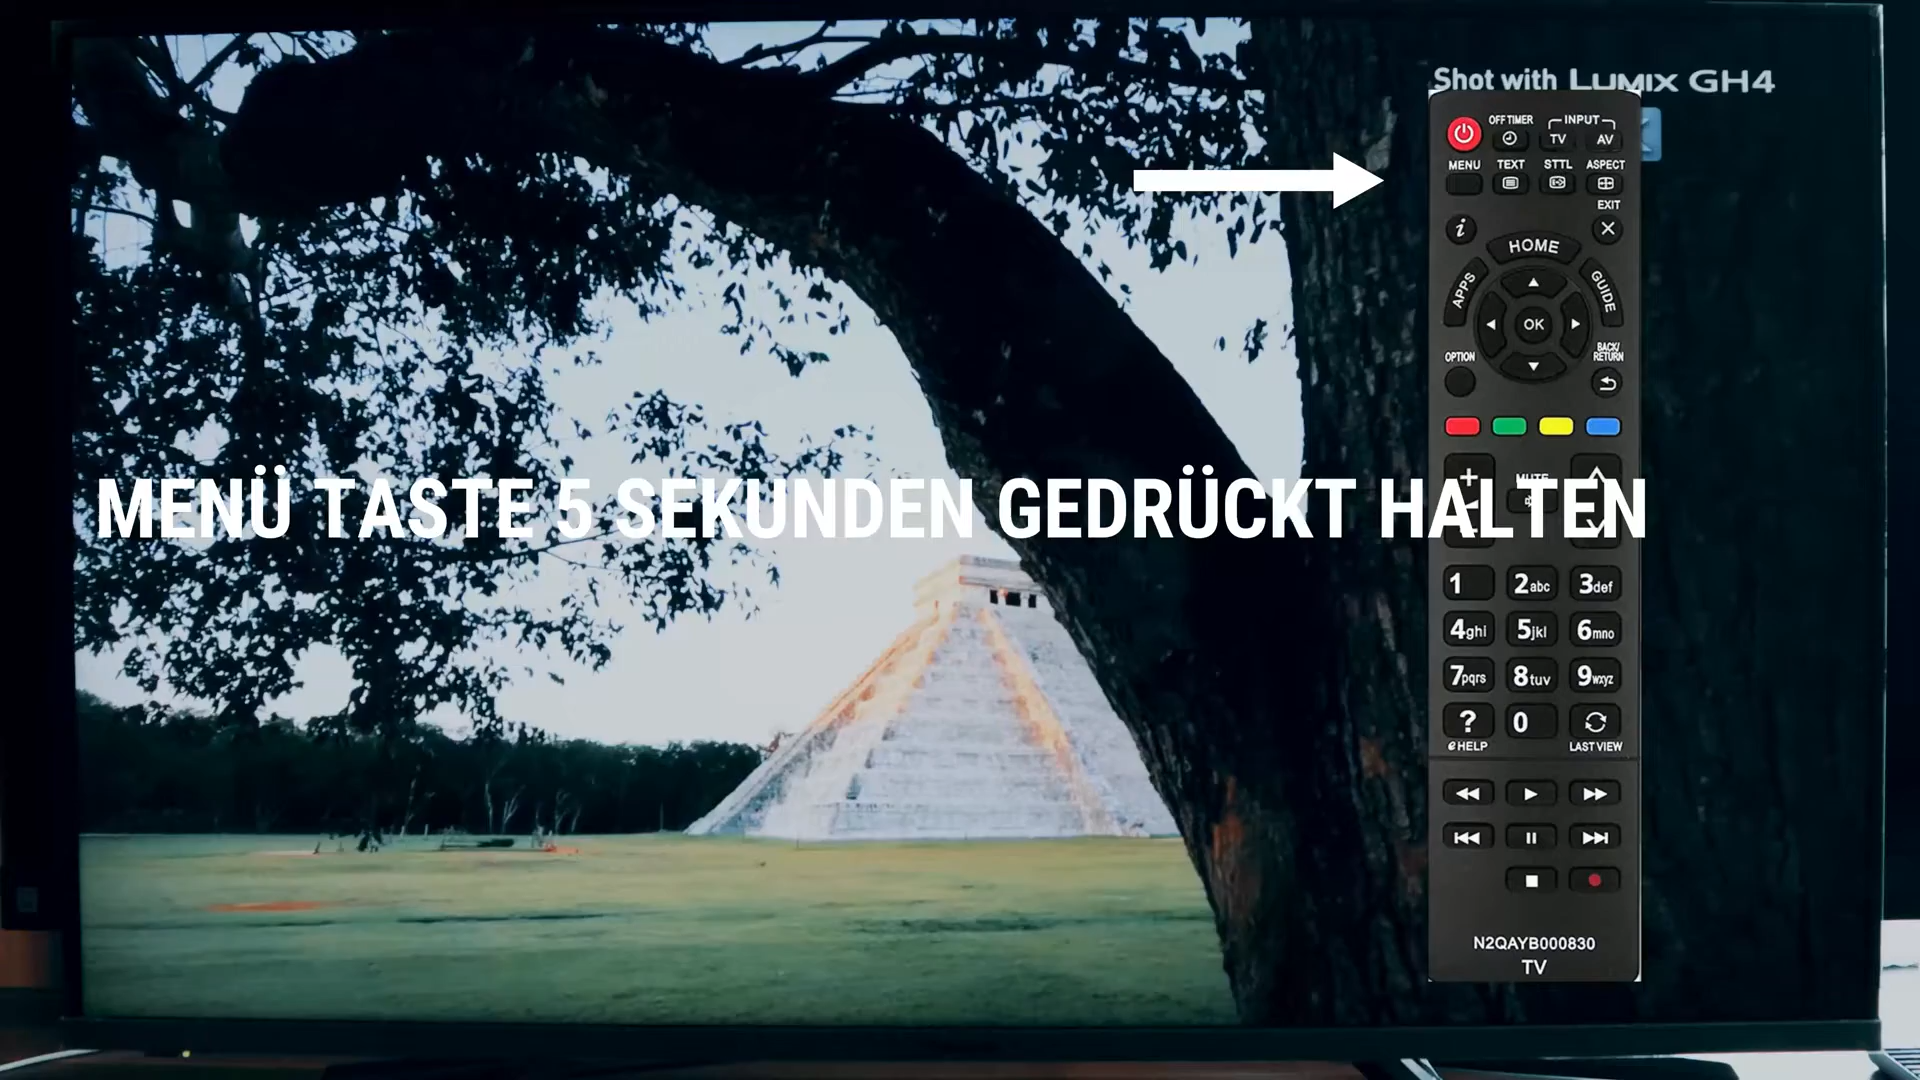 Shot with LUMIX GH4
OFF TIMER
INPUT
TV AV
MENU TEXT STTL ASPECT
EXIT
i
HOME
APPS
GUIDE
OK
OPTION
BACK/
RETURN
MUTE
MENÜ TASTE 5 SEKUNDEN GEDRÜCKT HALTEN
1 2abc 3def
4ghi 5jkl 6mno
7pqrs 8tuv 9wxyz
? 0
eHELP LAST VIEW
N2QAYB000830
TV